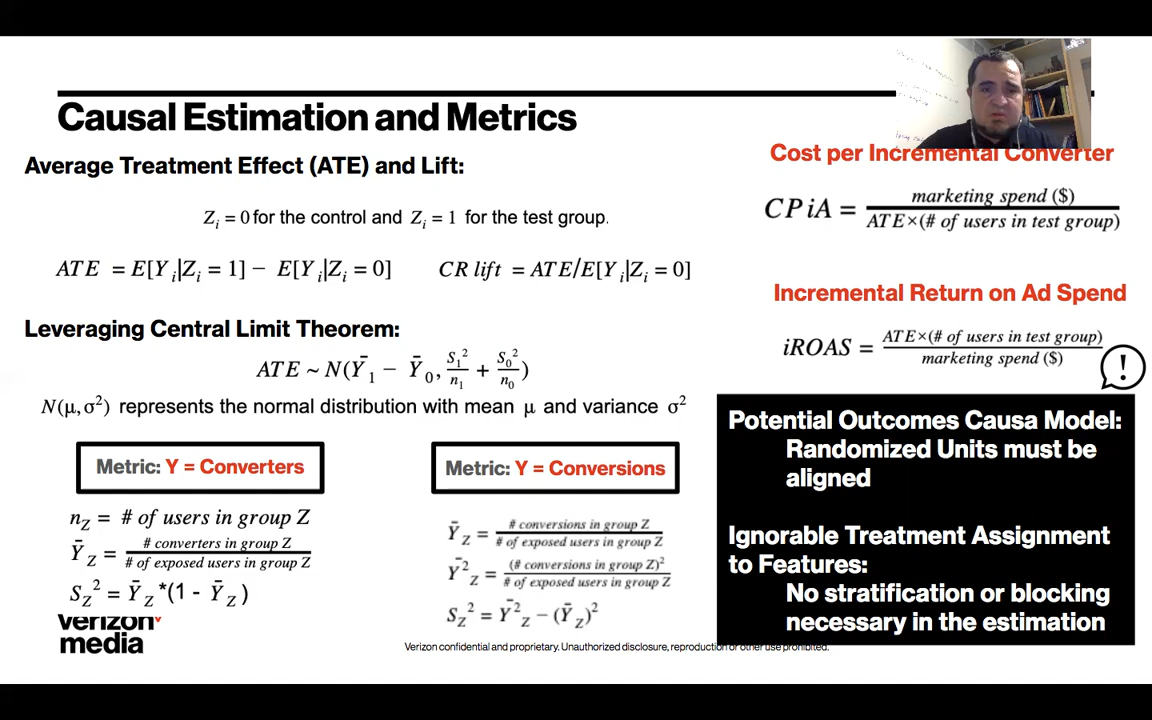 Causal Estimation and Metrics
Average Treatment Effect (ATE) and Lift:
Z_i = 0 for the control and Z_i = 1 for the test group.
ATE = E[Y_i|Z_i = 1] − E[Y_i|Z_i = 0]
CR lift = ATE/E[Y_i|Z_i = 0]
Leveraging Central Limit Theorem:
ATE ~ N(Ȳ_1 − Ȳ_0, S_1²/n_1 + S_0²/n_0)
N(μ,σ²) represents the normal distribution with mean μ and variance σ²
Metric: Y = Converters
n_Z = # of users in group Z
Ȳ_Z = # converters in group Z / # of exposed users in group Z
S_Z² = Ȳ_Z *(1 - Ȳ_Z )
Metric: Y = Conversions
Ȳ_Z = # conversions in group Z / # of exposed users in group Z
Ȳ²_Z = (# conversions in group Z)² / # of exposed users in group Z
S_Z² = Ȳ²_Z − (Ȳ_Z)²
Cost per Incremental Converter
CPiA = marketing spend ($) / ATE×(# of users in test group)
Incremental Return on Ad Spend
iROAS = ATE×(# of users in test group) / marketing spend ($)
!
Potential Outcomes Causa Model:
Randomized Units must be
aligned
Ignorable Treatment Assignment
to Features:
No stratification or blocking
necessary in the estimation
verizon
media
Verizon confidential and proprietary. Unauthorized disclosure, reproduction or other use prohibited.